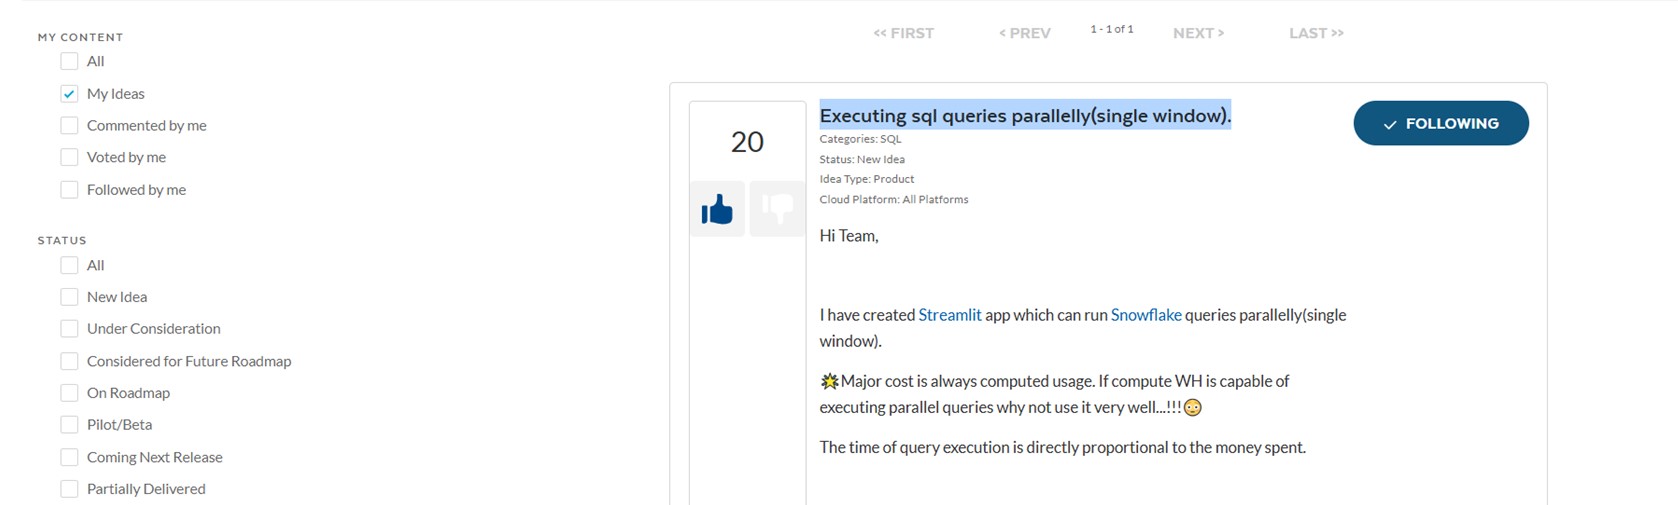 MY CONTENT
All
My Ideas
Commented by me
Voted by me
Followed by me
STATUS
All
New Idea
Under Consideration
Considered for Future Roadmap
On Roadmap
Pilot/Beta
Coming Next Release
Partially Delivered
<< FIRST
< PREV
1 - 1 of 1
NEXT >
LAST >>
20
Executing sql queries parallelly(single window).
FOLLOWING
Categories: SQL
Status: New Idea
Idea Type: Product
Cloud Platform: All Platforms
Hi Team,
I have created Streamlit app which can run Snowflake queries parallelly(single
window).
🌟Major cost is always computed usage. If compute WH is capable of
executing parallel queries why not use it very well...!!!😳
The time of query execution is directly proportional to the money spent.